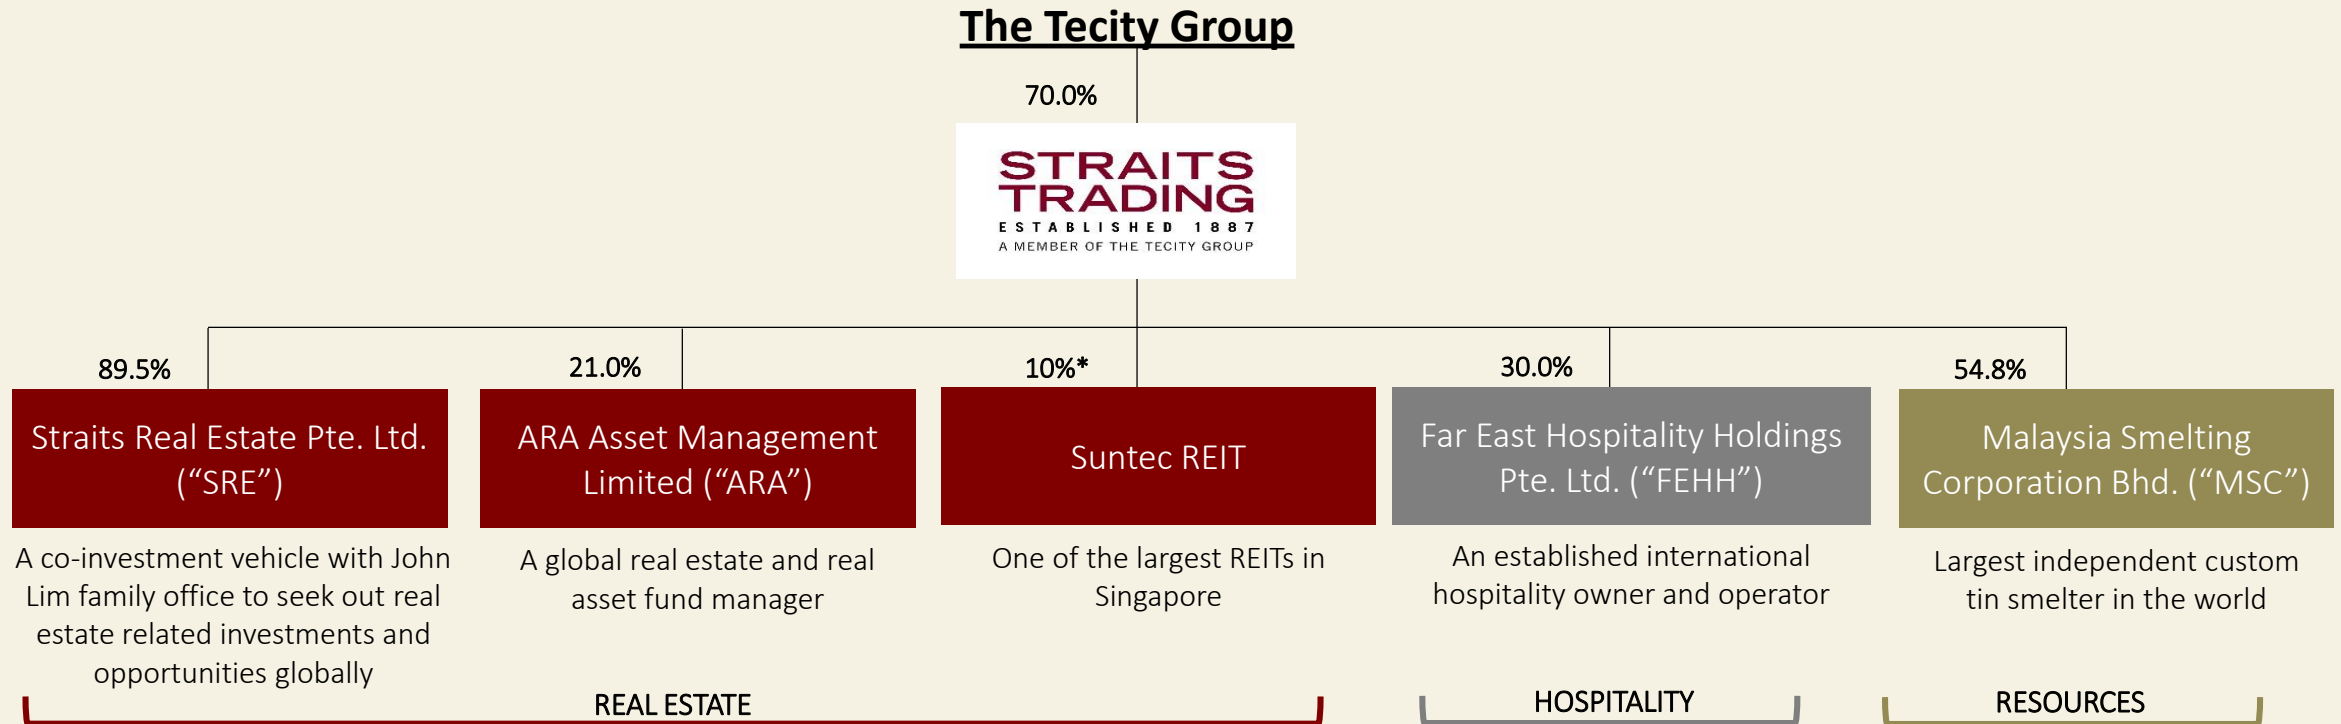 The Tecity Group
70.0%
STRAITS
TRADING
ESTABLISHED 1887
A MEMBER OF THE TECITY GROUP
89.5%
21.0%
10%*
30.0%
54.8%
Straits Real Estate Pte. Ltd.
(“SRE”)
ARA Asset Management
Limited (“ARA”)
Suntec REIT
Far East Hospitality Holdings
Pte. Ltd. (“FEHH”)
Malaysia Smelting
Corporation Bhd. (“MSC”)
A co-investment vehicle with John
Lim family office to seek out real
estate related investments and
opportunities globally
A global real estate and real
asset fund manager
One of the largest REITs in
Singapore
An established international
hospitality owner and operator
Largest independent custom
tin smelter in the world
REAL ESTATE
HOSPITALITY
RESOURCES